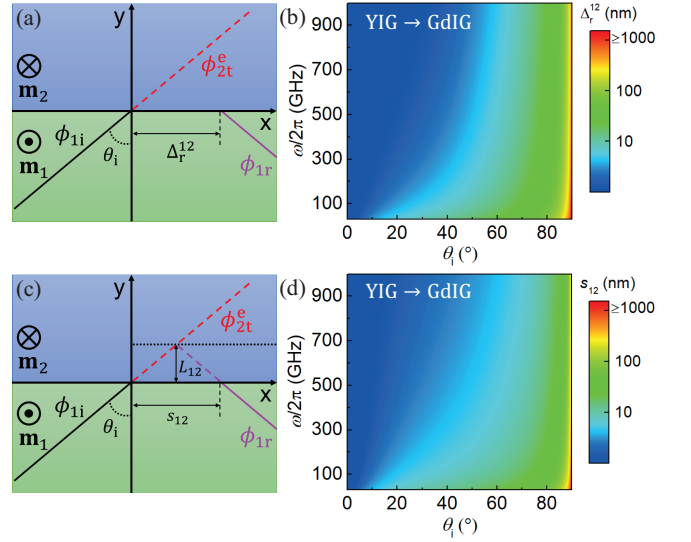 (a)
y
ϕ₂ₜᵉ
m₂
x
m₁
ϕ₁ᵢ
θᵢ
Δᵣ¹²
ϕ₁ᵣ
(b)
YIG → GdIG
ω/2π (GHz)
900
700
500
300
100
0 20 40 60 80
θᵢ (°)
Δᵣ¹² (nm)
≥1000
100
10
(c)
y
ϕ₂ₜᵉ
m₂
L₁₂
x
m₁
ϕ₁ᵢ
θᵢ
s₁₂
ϕ₁ᵣ
(d)
YIG → GdIG
ω/2π (GHz)
900
700
500
300
100
0 20 40 60 80
θᵢ (°)
s₁₂ (nm)
≥1000
100
10